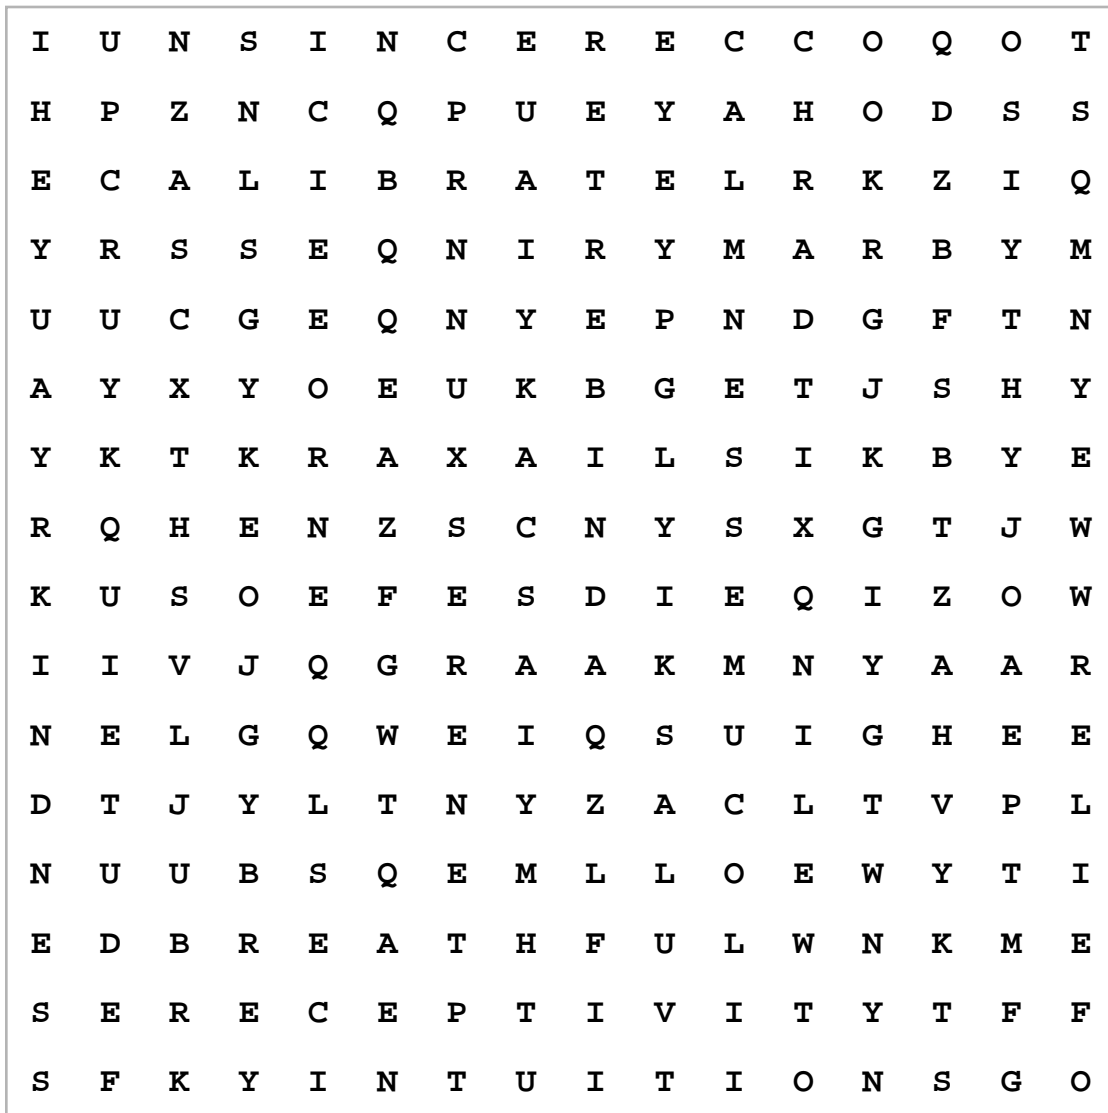 I U N S I N C E R E C C O Q O T
H P Z N C Q P U E Y A H O D S S
E C A L I B R A T E L R K Z I Q
Y R S S E Q N I R Y M A R B Y M
U U C G E Q N Y E P N D G F T N
A Y X Y O E U K B G E T J S H Y
Y K T K R A X A I L S I K B Y E
R Q H E N Z S C N Y S X G T J W
K U S O E F E S D I E Q I Z O W
I I V J Q G R A A K M N Y A A R
N E L G Q W E I Q S U I G H E E
D T J Y L T N Y Z A C L T V P L
N U U B S Q E M L L O E W Y T I
E D B R E A T H F U L W N K M E
S E R E C E P T I V I T Y T F F
S F K Y I N T U I T I O N S G O